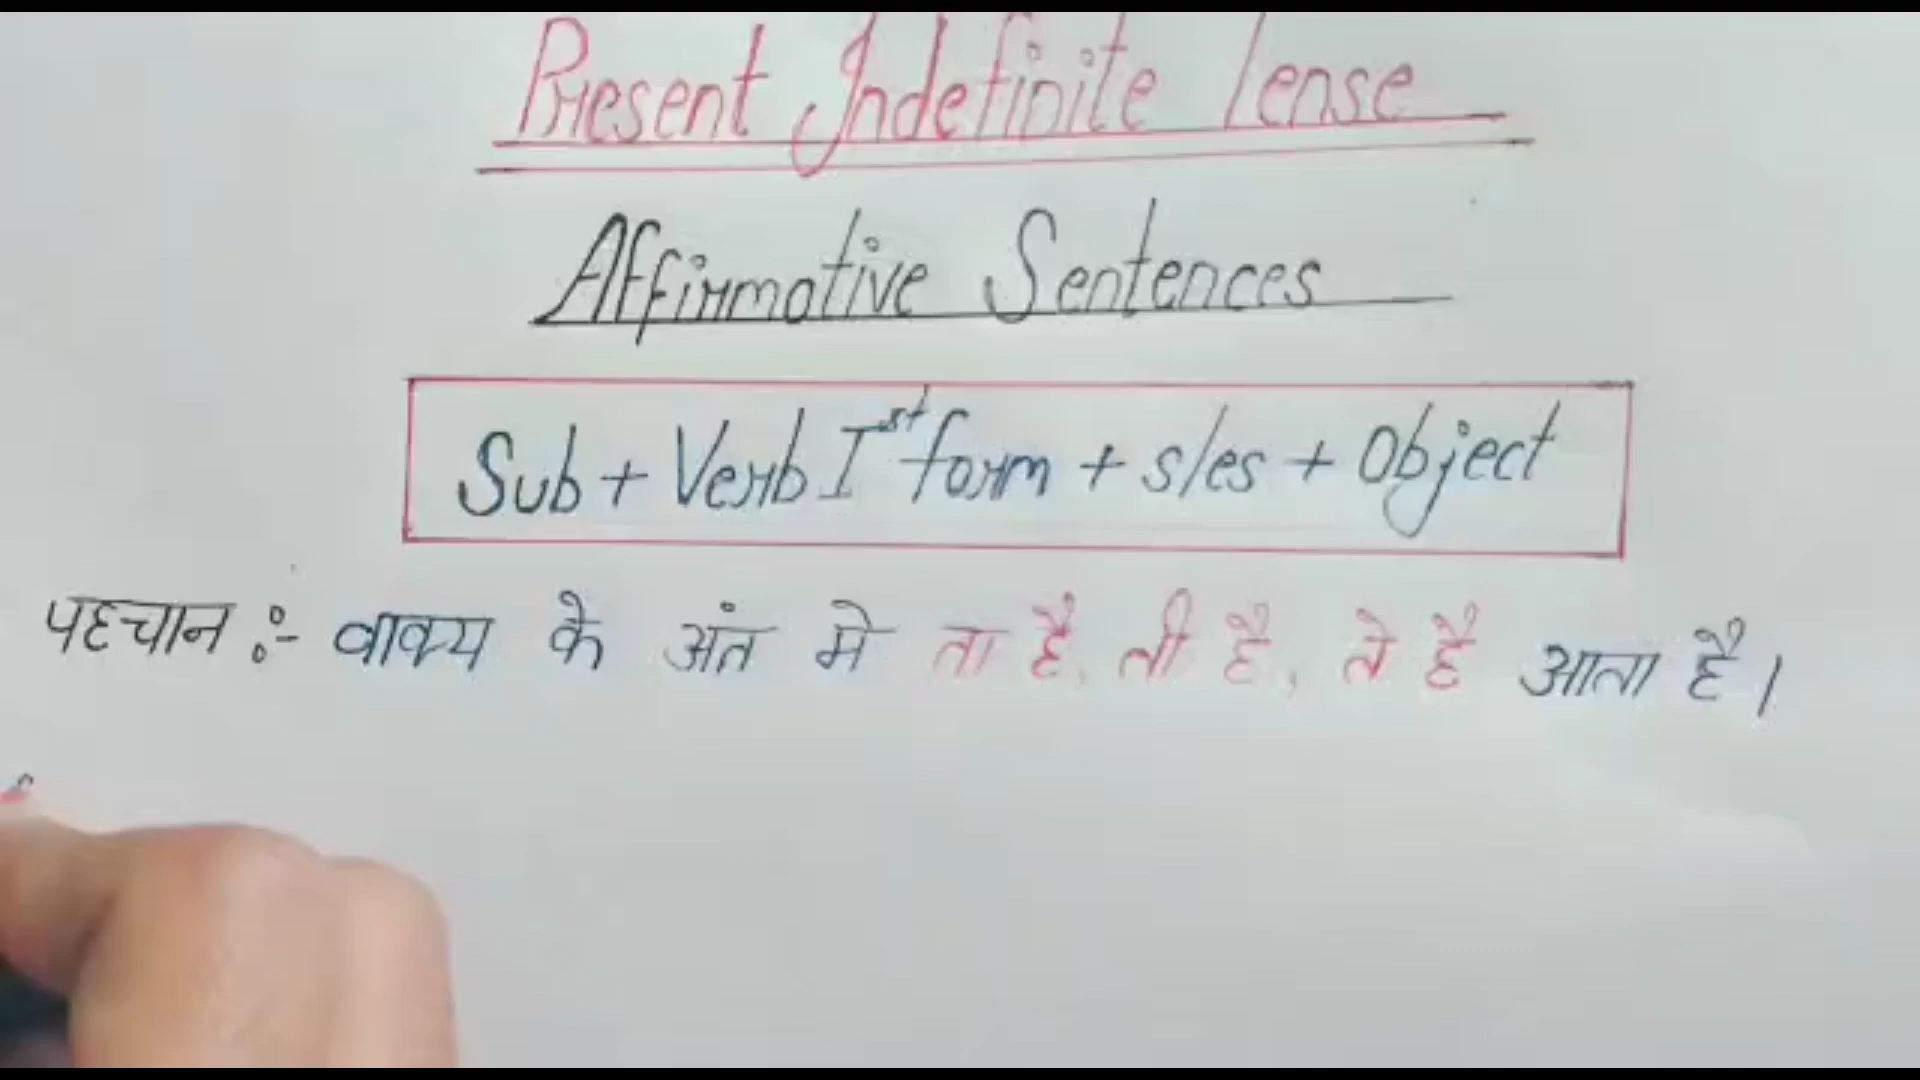 Present Indefinite Tense
Affirmative Sentences
Sub + Verb Ist form + s/es + Object
पहचान :- वाक्य के अंत मे ता है, ती है, ते है आता है।